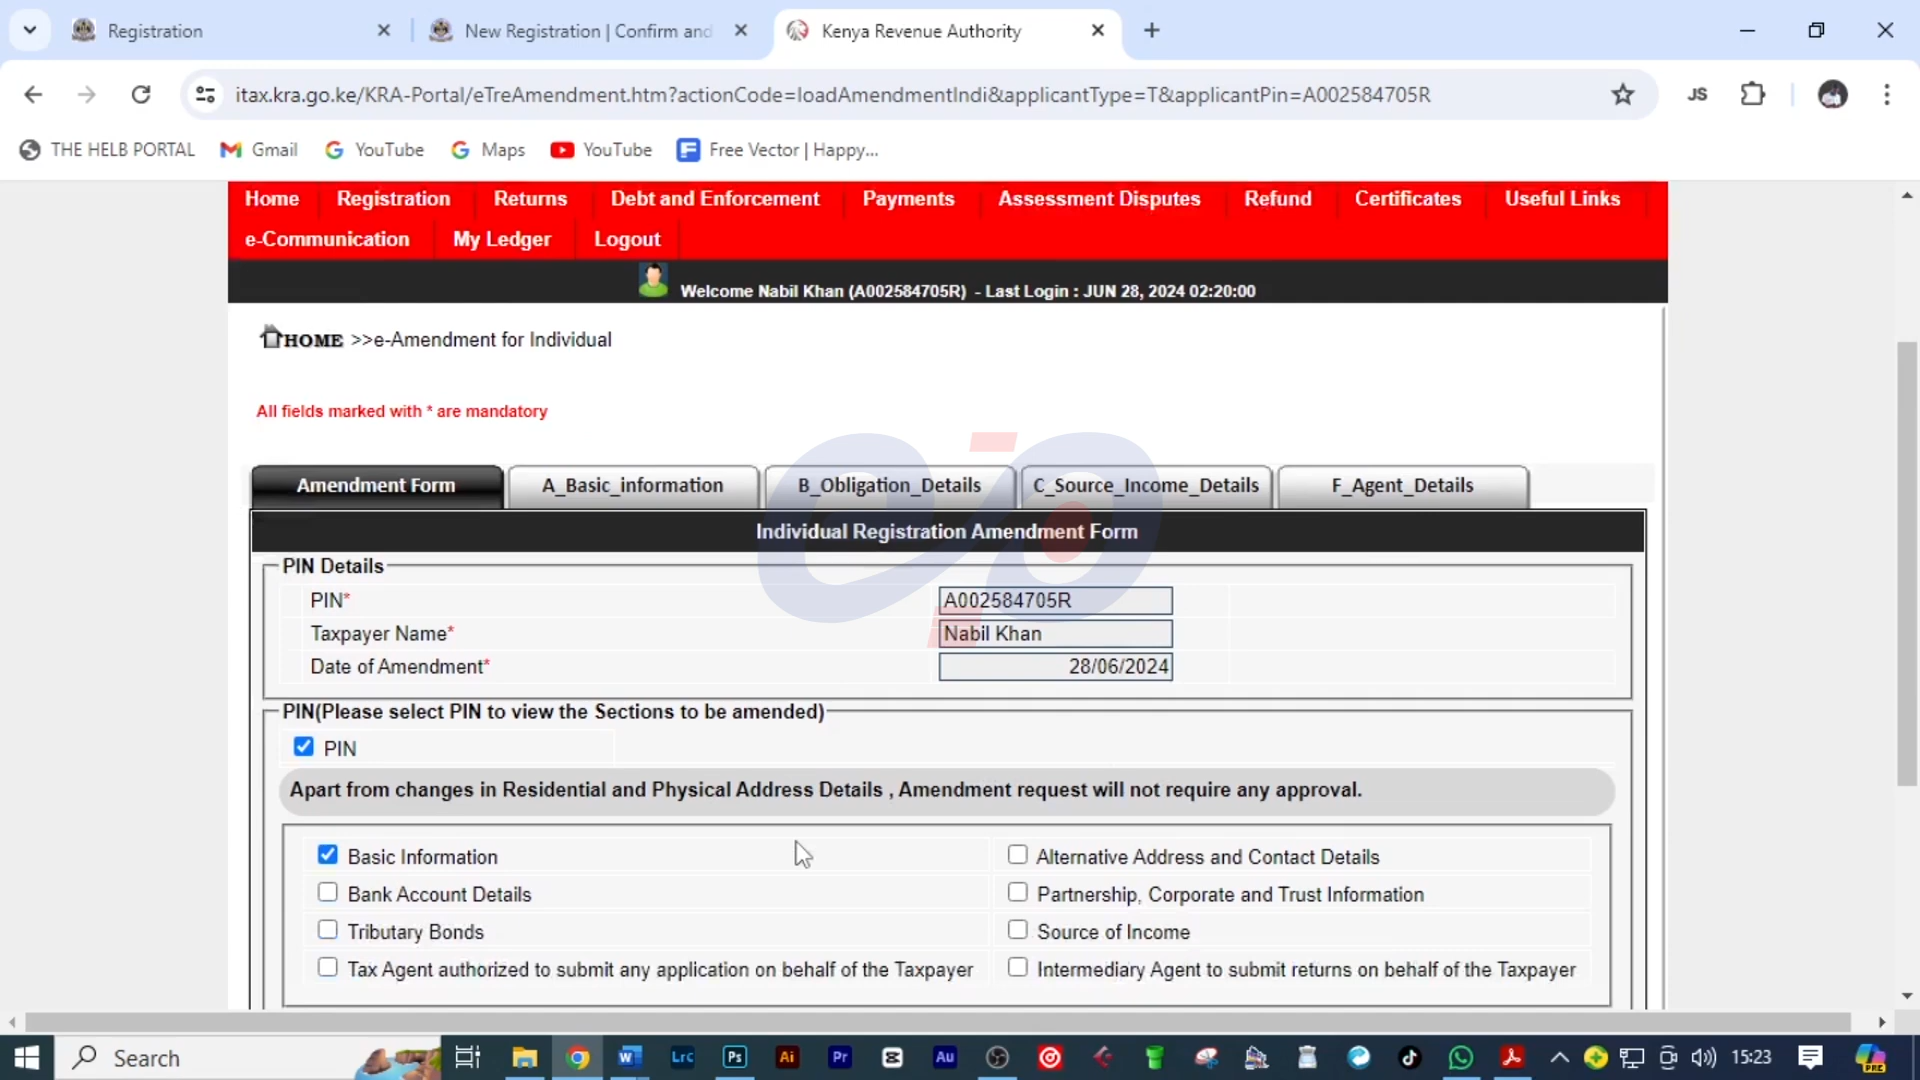 Registration
New Registration | Confirm and
Kenya Revenue Authority
itax.kra.go.ke/KRA-Portal/eTreAmendment.htm?actionCode=loadAmendmentIndi&applicantType=T&applicantPin=A002584705R
JS
THE HELB PORTAL
Gmail
YouTube
Maps
YouTube
Free Vector | Happy...
Home
Registration
Returns
Debt and Enforcement
Payments
Assessment Disputes
Refund
Certificates
Useful Links
e-Communication
My Ledger
Logout
Welcome Nabil Khan (A002584705R) - Last Login : JUN 28, 2024 02:20:00
HOME >>e-Amendment for Individual
All fields marked with * are mandatory
Amendment Form
A_Basic_information
B_Obligation_Details
C_Source_Income_Details
F_Agent_Details
Individual Registration Amendment Form
PIN Details
PIN*
A002584705R
Taxpayer Name*
Nabil Khan
Date of Amendment*
28/06/2024
PIN(Please select PIN to view the Sections to be amended)
PIN
Apart from changes in Residential and Physical Address Details , Amendment request will not require any approval.
Basic Information
Alternative Address and Contact Details
Bank Account Details
Partnership, Corporate and Trust Information
Tributary Bonds
Source of Income
Tax Agent authorized to submit any application on behalf of the Taxpayer
Intermediary Agent to submit returns on behalf of the Taxpayer
Search
Lrc
Ps
Ai
Pr
Au
15:23
PRE